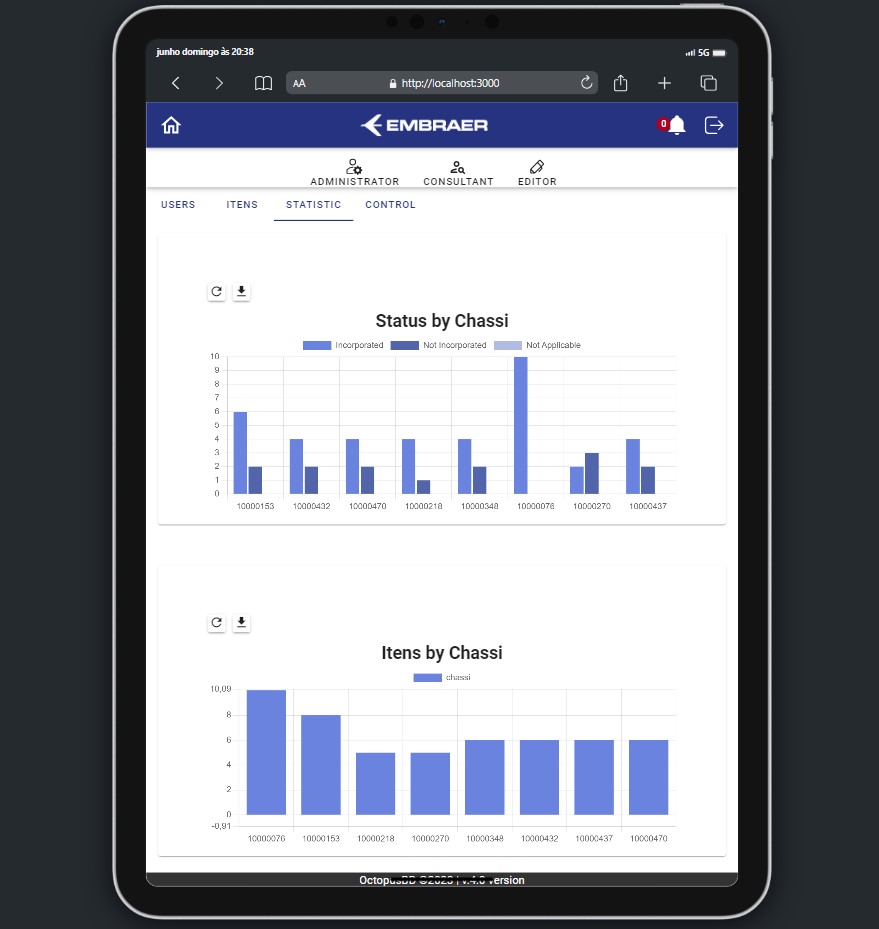 junho domingo às 20:38
5G
AA
http://localhost:3000
EMBRAER
0
ADMINISTRATOR CONSULTANT EDITOR
USERS ITENS STATISTIC CONTROL
Status by Chassi
Incorporated Not Incorporated Not Applicable
10
9
8
7
6
5
4
3
2
1
0
10000153 10000432 10000470 10000218 10000348 10000076 10000270 10000437
Itens by Chassi
chassi
10,09
8
6
4
2
0
-0,91
10000076 10000153 10000218 10000270 10000348 10000432 10000437 10000470
OctopusBD ©2023 | v.4.0 version